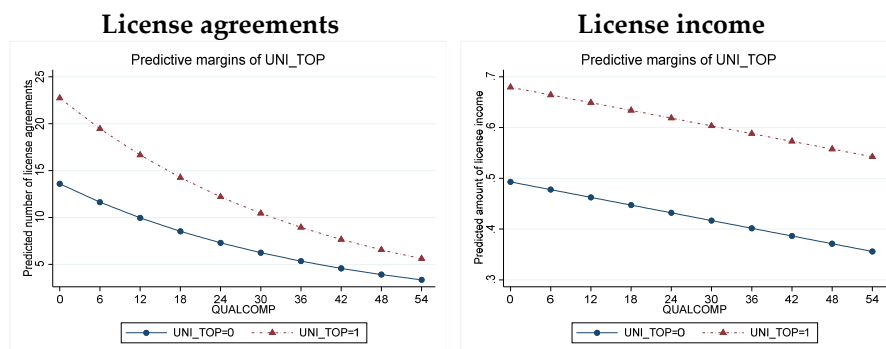 License agreements
Predictive margins of UNI_TOP
Predicted number of license agreements
25
20
15
10
5
0 6 12 18 24 30 36 42 48 54
QUALCOMP
UNI_TOP=0 UNI_TOP=1
License income
Predictive margins of UNI_TOP
Predicted amount of license income
.7
.6
.5
.4
.3
0 6 12 18 24 30 36 42 48 54
QUALCOMP
UNI_TOP=0 UNI_TOP=1